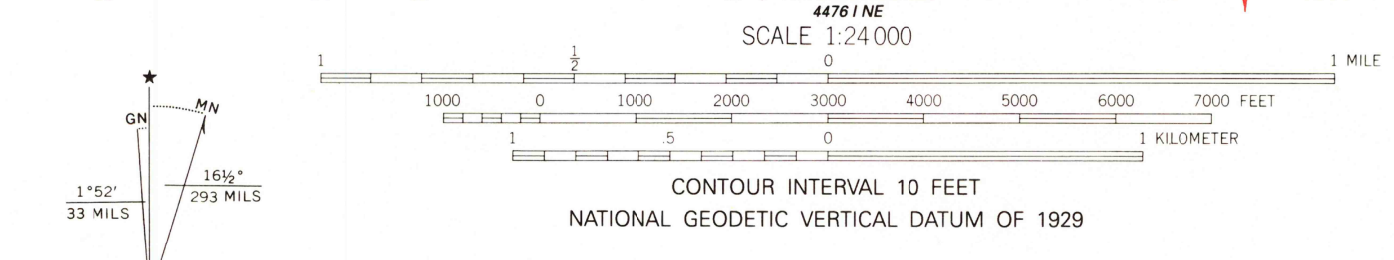 4476 I NE
SCALE 1:24 000
1 1/2 0 1 MILE
1000 0 1000 2000 3000 4000 5000 6000 7000 FEET
1 .5 0 1 KILOMETER
CONTOUR INTERVAL 10 FEET
NATIONAL GEODETIC VERTICAL DATUM OF 1929
★
GN
MN
1°52′
33 MILS
16½°
293 MILS